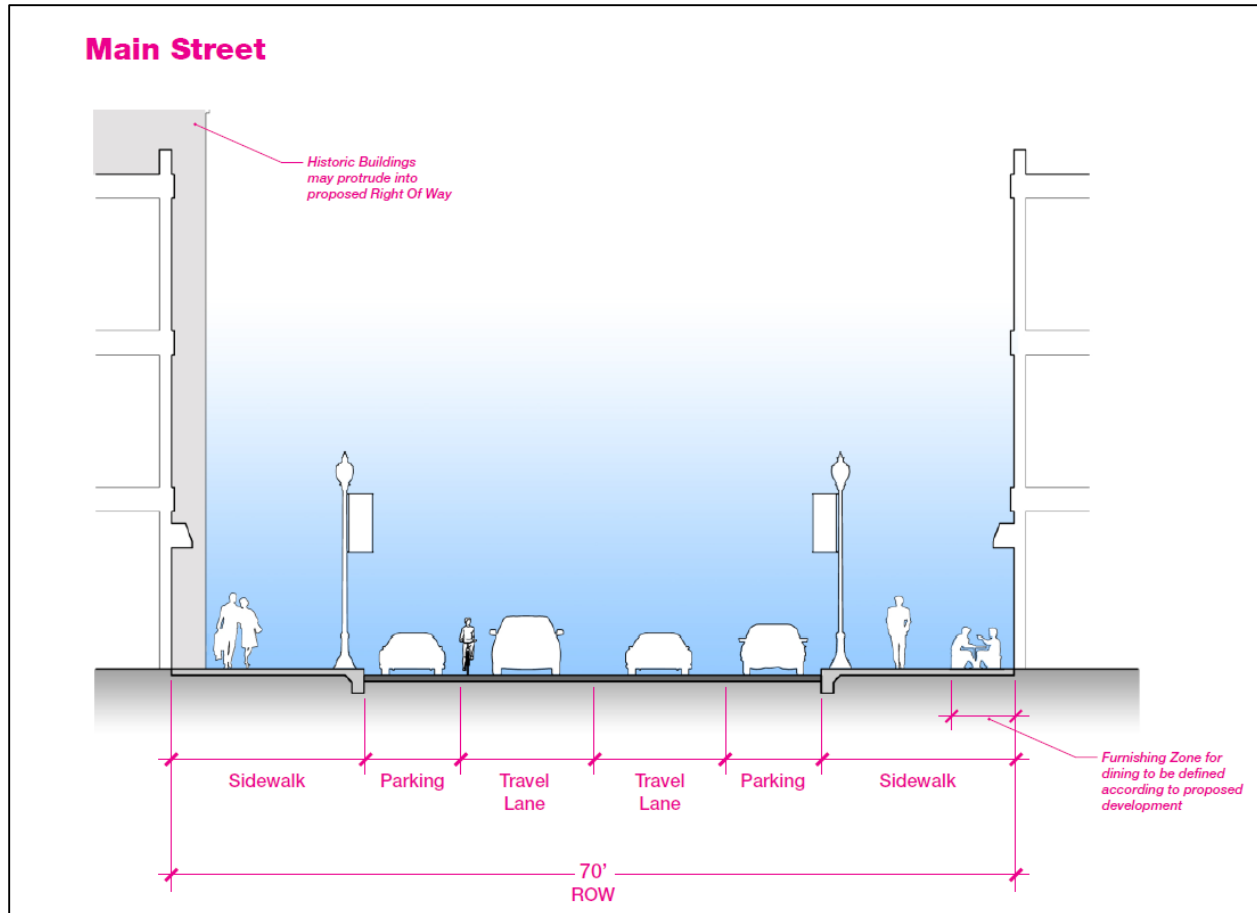 Main Street
Historic Buildings
may protrude into
proposed Right Of Way
Sidewalk
Parking
Travel
Lane
Travel
Lane
Parking
Sidewalk
Furnishing Zone for
dining to be defined
according to proposed
development
70'
ROW